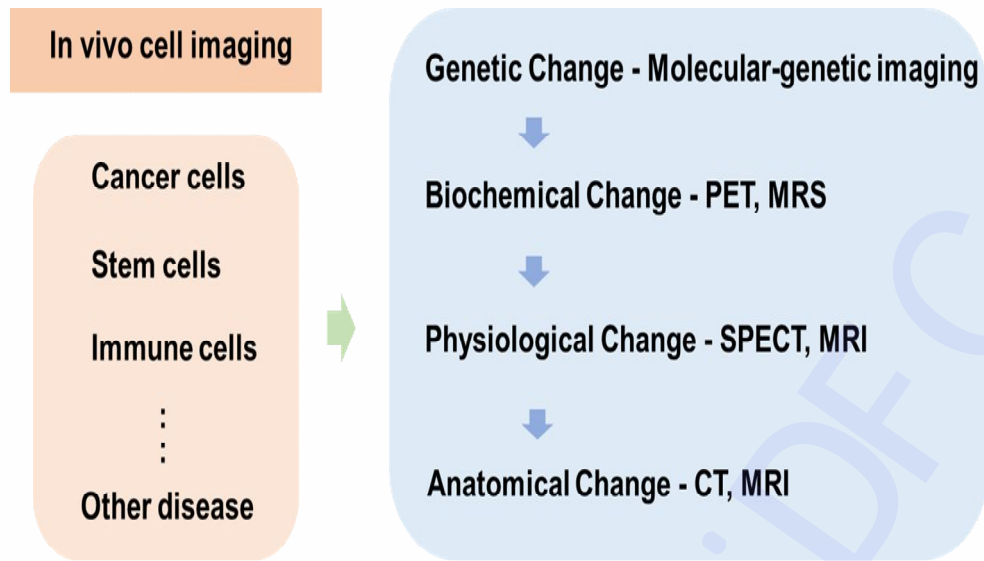 In vivo cell imaging
Cancer cells
Stem cells
Immune cells
Other disease
Genetic Change - Molecular-genetic imaging
Biochemical Change - PET, MRS
Physiological Change - SPECT, MRI
Anatomical Change - CT, MRI